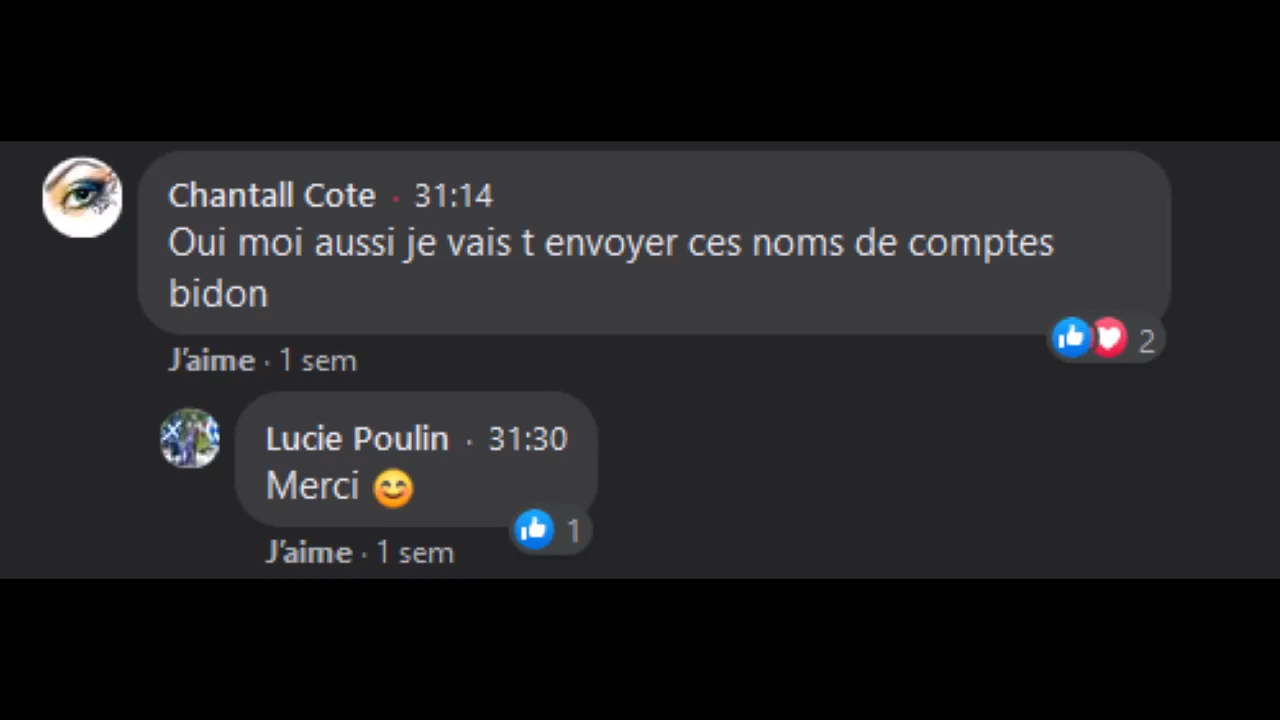 Chantall Cote · 31:14
Oui moi aussi je vais t envoyer ces noms de comptes
bidon
2
J'aime · 1 sem
Lucie Poulin · 31:30
Merci 😊
1
J'aime · 1 sem